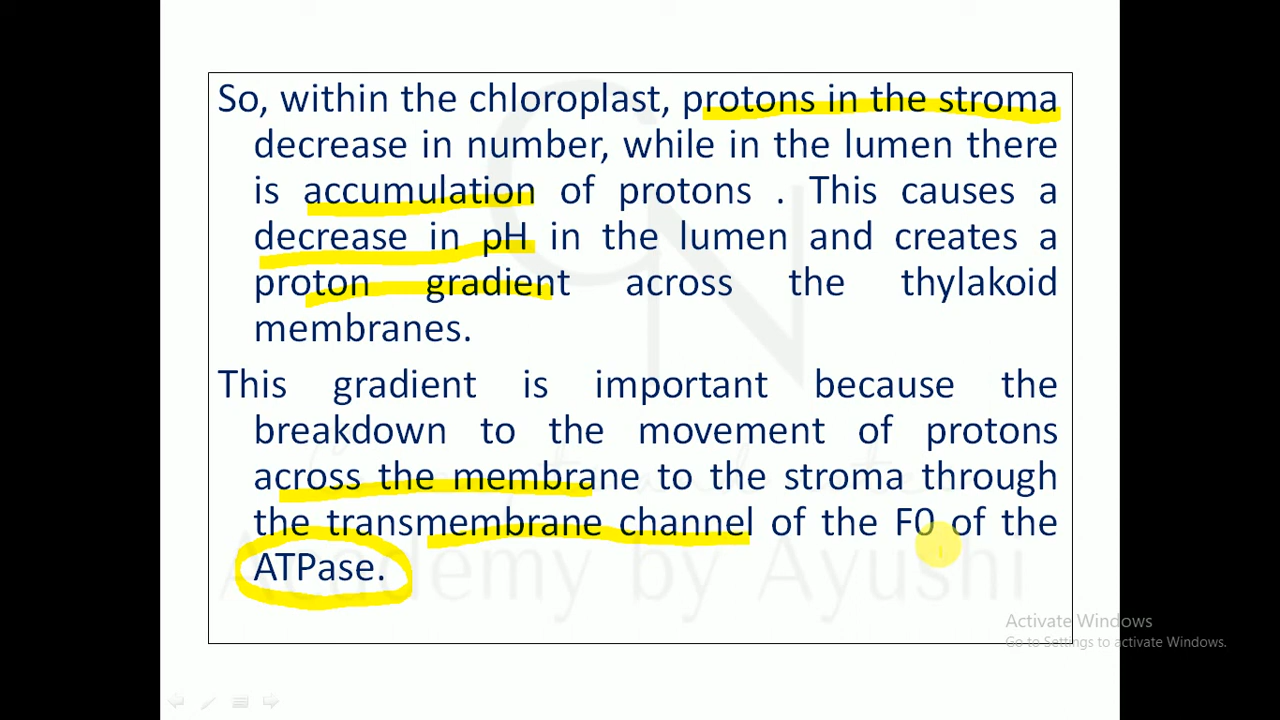 So, within the chloroplast, protons in the stroma
decrease in number, while in the lumen there
is accumulation of protons . This causes a
decrease in pH in the lumen and creates a
proton gradient across the thylakoid
membranes.
This gradient is important because the
breakdown to the movement of protons
across the membrane to the stroma through
the transmembrane channel of the F0 of the
ATPase.
Academy by Ayushi
Activate Windows
Go to Settings to activate Windows.